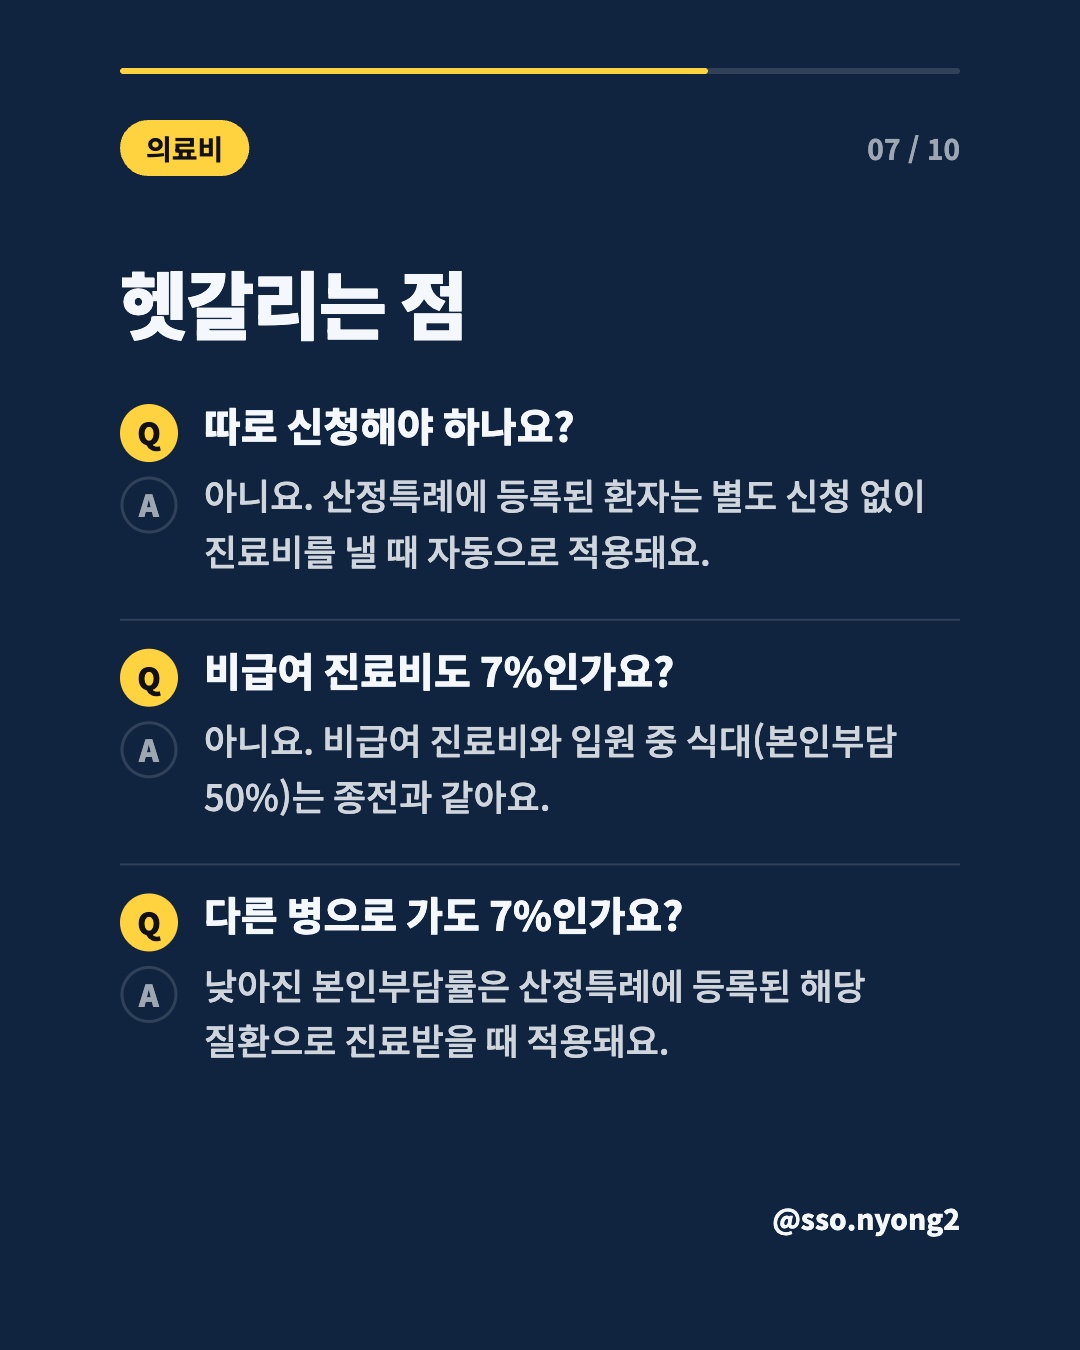 의료비
07 / 10
헷갈리는 점
Q 따로 신청해야 하나요?
A 아니요. 산정특례에 등록된 환자는 별도 신청 없이
진료비를 낼 때 자동으로 적용돼요.
Q 비급여 진료비도 7%인가요?
A 아니요. 비급여 진료비와 입원 중 식대(본인부담
50%)는 종전과 같아요.
Q 다른 병으로 가도 7%인가요?
A 낮아진 본인부담률은 산정특례에 등록된 해당
질환으로 진료받을 때 적용돼요.
@sso.nyong2